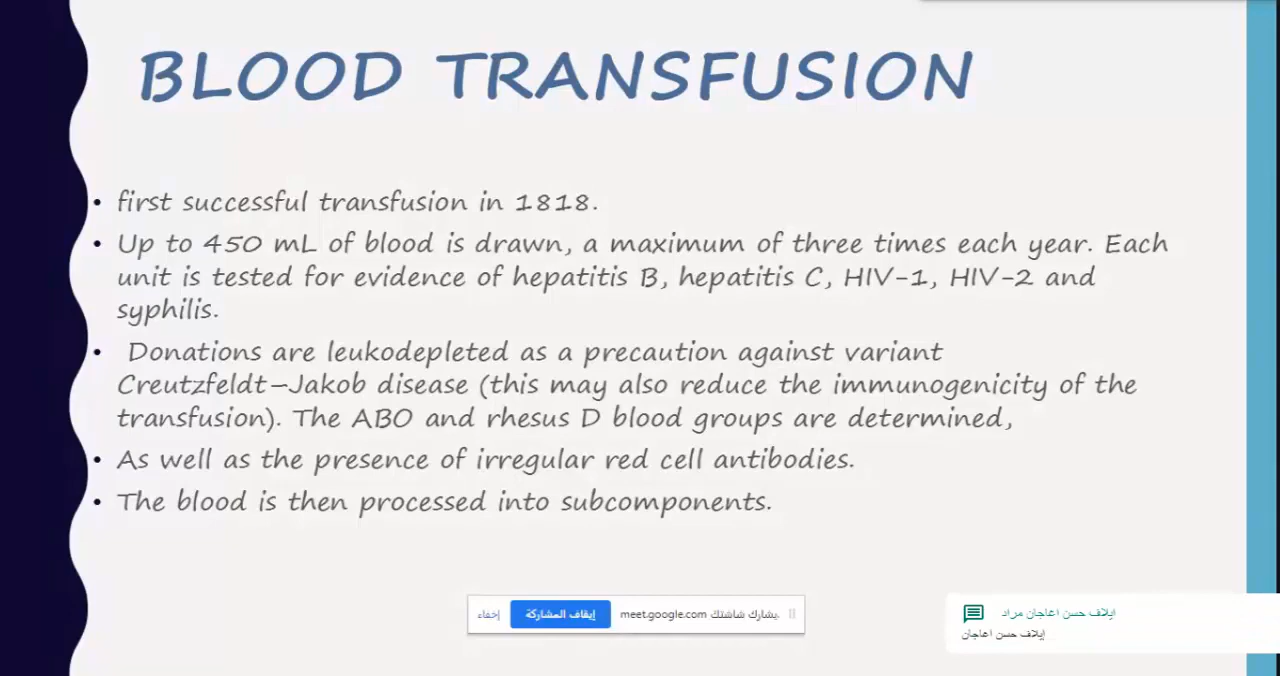 BLOOD TRANSFUSION
• first successful transfusion in 1818.
• Up to 450 mL of blood is drawn, a maximum of three times each year. Each
unit is tested for evidence of hepatitis B, hepatitis C, HIV-1, HIV-2 and
syphilis.
• Donations are leukodepleted as a precaution against variant
Creutzfeldt–Jakob disease (this may also reduce the immunogenicity of the
transfusion). The ABO and rhesus D blood groups are determined,
• As well as the presence of irregular red cell antibodies.
• The blood is then processed into subcomponents.
يشارك شاشتك meet.google.com.
إيقاف المشاركة
إخفاء
ايلاف حسن اغاجان مراد
إيلاف حسن اغاجان